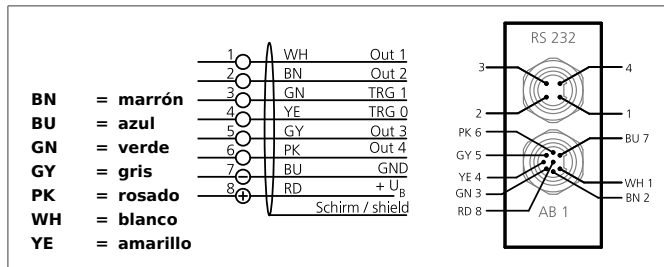 BN = marrón
BU = azul
GN = verde
GY = gris
PK = rosado
WH = blanco
YE = amarillo
1 WH Out 1
2 BN Out 2
3 GN TRG 1
4 YE TRG 0
5 GY Out 3
6 PK Out 4
7 BU GND
8 RD + UB
Schirm / shield
RS 232
3 4
2 1
PK 6 BU 7
GY 5
YE 4 WH 1
GN 3 BN 2
RD 8 AB 1